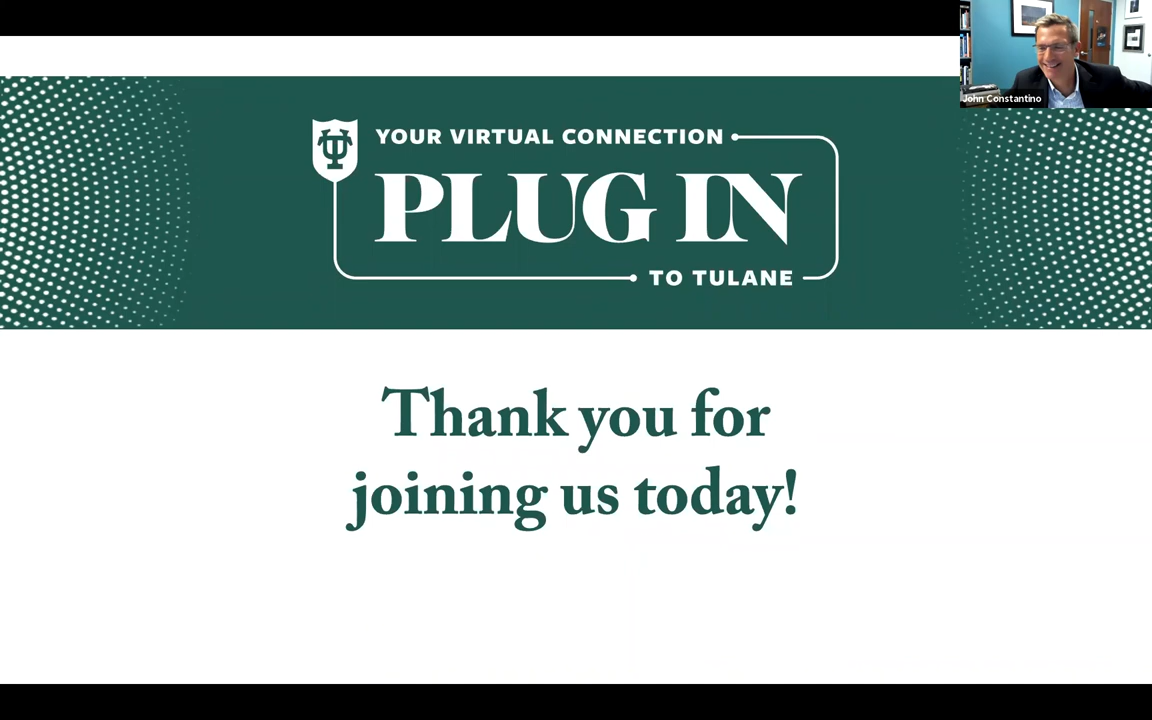 John Constantino
YOUR VIRTUAL CONNECTION
PLUG IN
TO TULANE
Thank you for
joining us today!